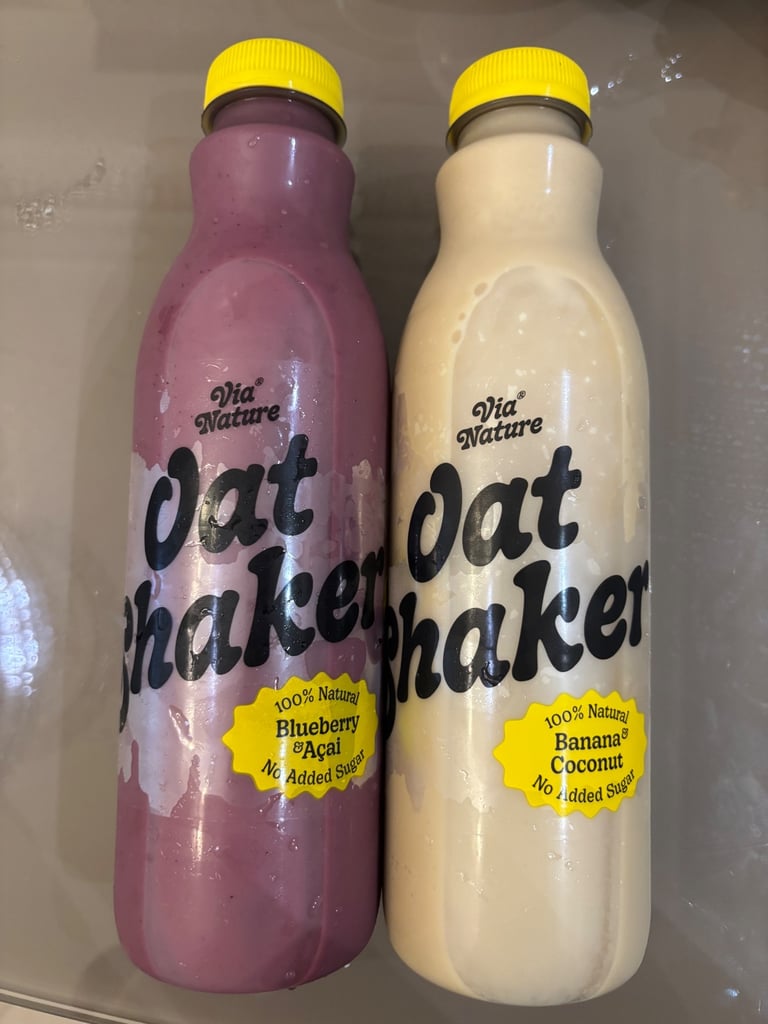 Via®
Nature
Oat
Shaker
100% Natural
Blueberry
&Açai
No Added Sugar
Via®
Nature
Oat
Shaker
100% Natural
Banana&
Coconut
No Added Sugar